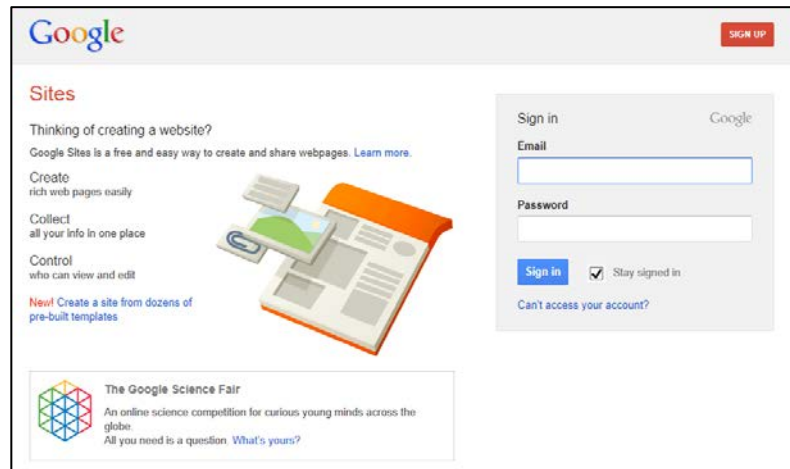 Google
SIGN UP
Sites
Thinking of creating a website?
Google Sites is a free and easy way to create and share webpages. Learn more.
Create
rich web pages easily
Collect
all your info in one place
Control
who can view and edit
New! Create a site from dozens of
pre-built templates
The Google Science Fair
An online science competition for curious young minds across the
globe.
All you need is a question. What's yours?
Sign in
Google
Email
Password
Sign in
Stay signed in
Can't access your account?